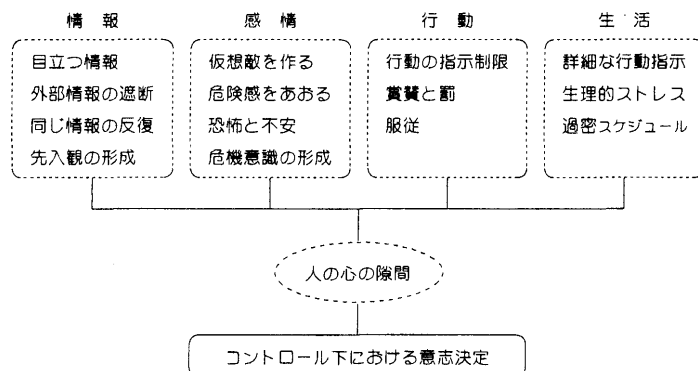 情報
目立つ情報
外部情報の遮断
同じ情報の反復
先入観の形成
感情
仮想敵を作る
危険感をあおる
恐怖と不安
危機意識の形成
行動
行動の指示制限
賞賛と罰
服従
生活
詳細な行動指示
生理的ストレス
過密スケジュール
人の心の隙間
コントロール下における意志決定